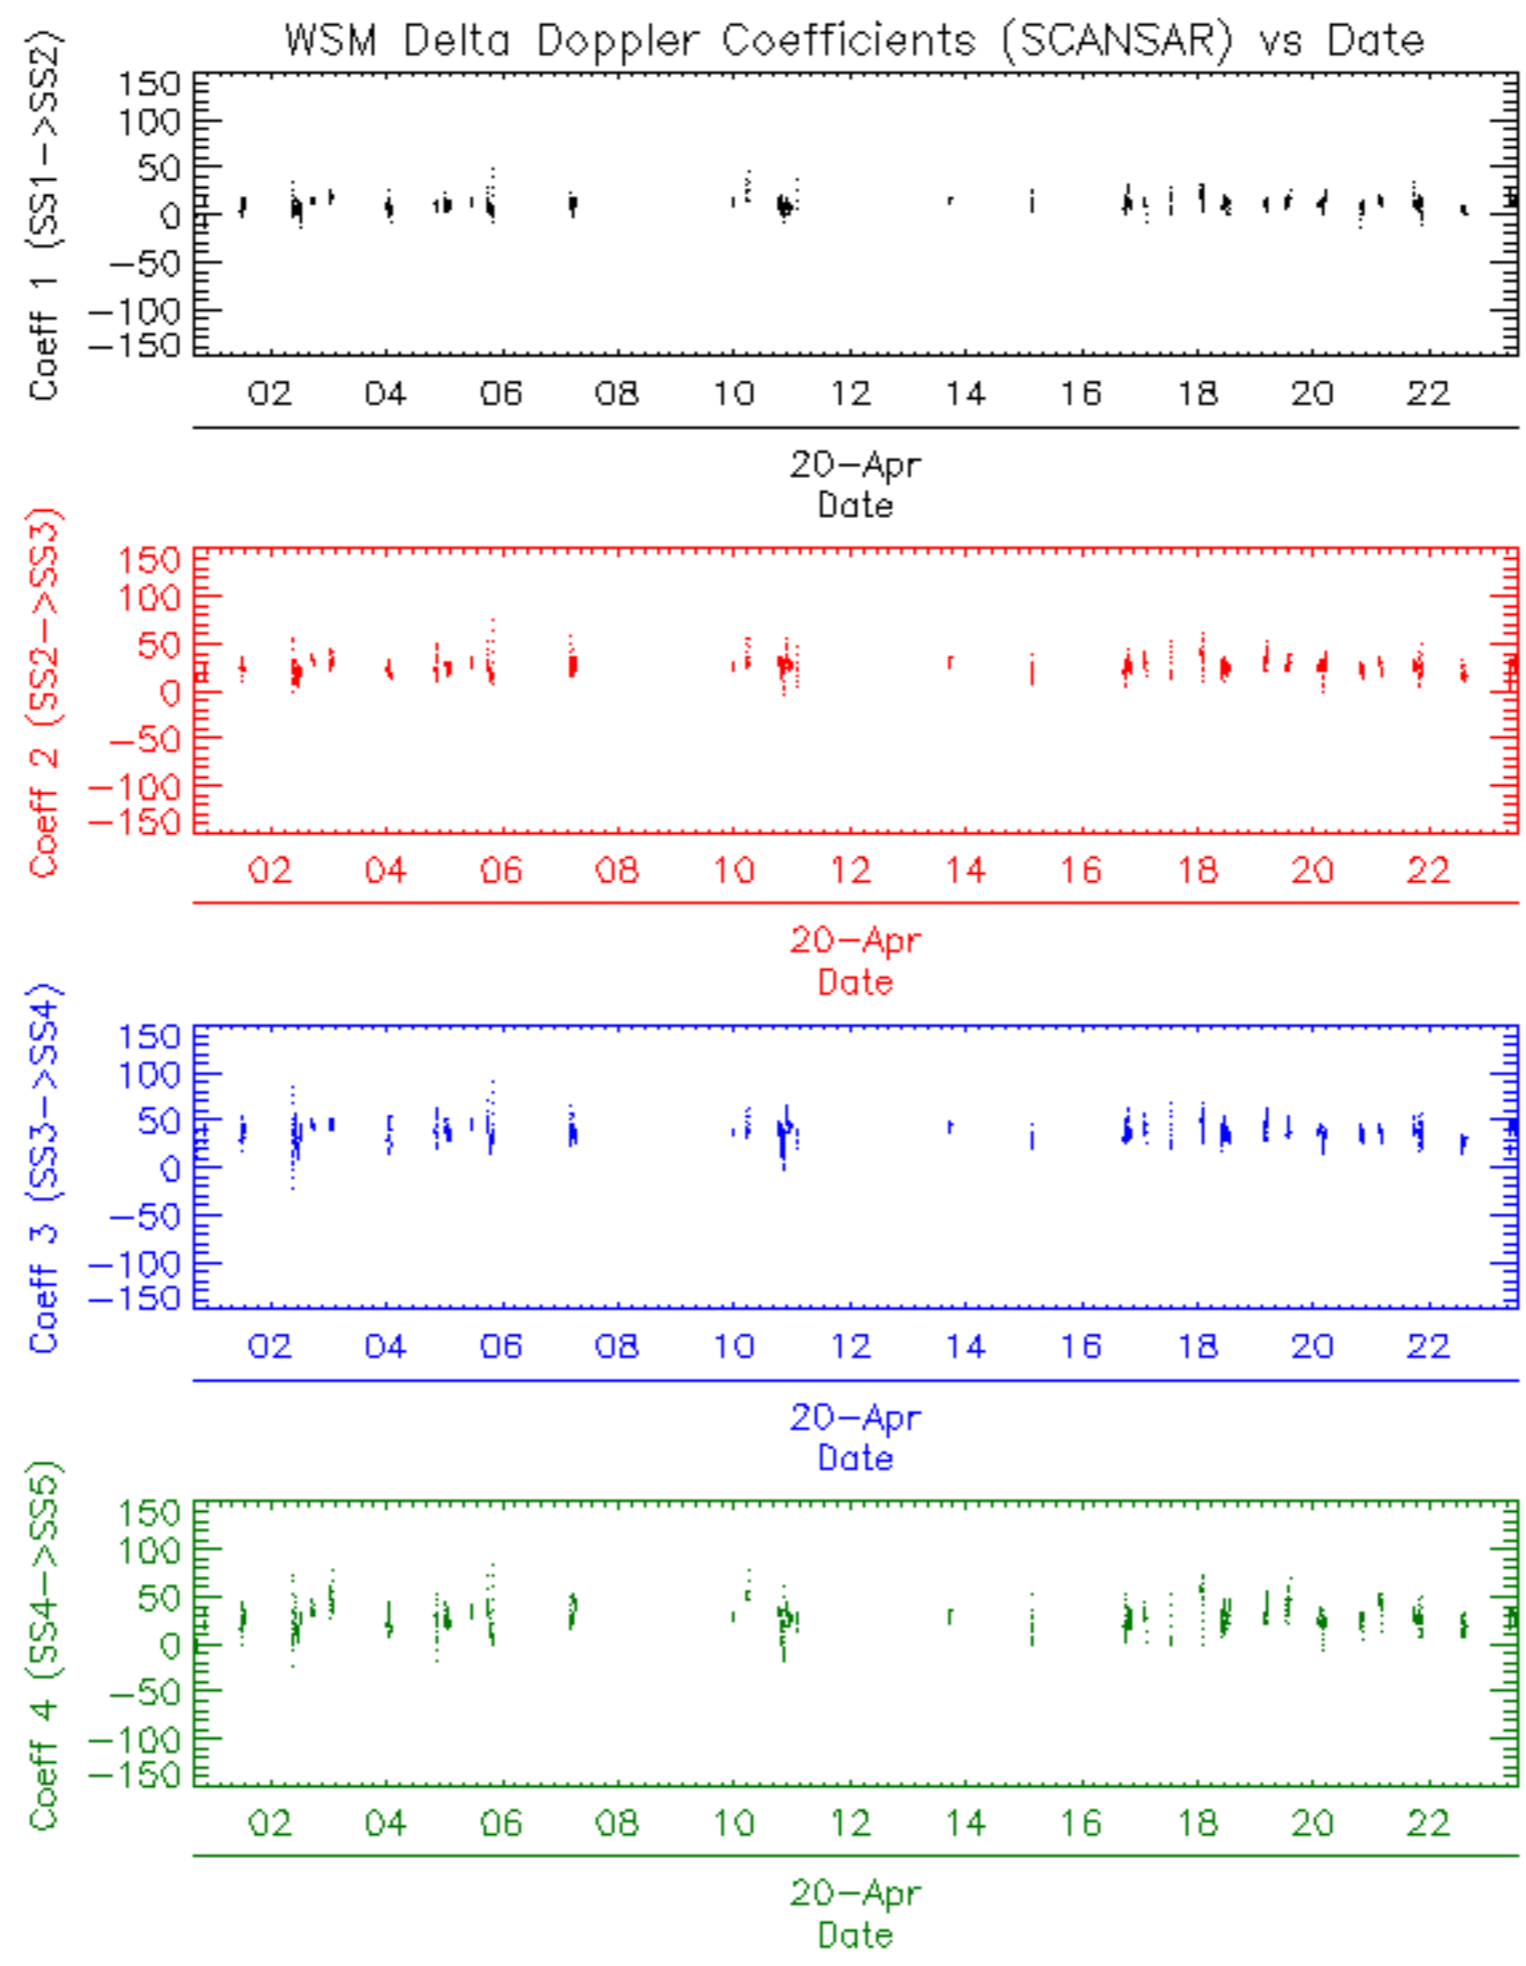 WSM Delta Doppler Coefficients (SCANSAR) vs Date
Coeff 1 (SS1->SS2)
150
100
50
0
-50
-100
-150
02 04 06 08 10 12 14 16 18 20 22
20-Apr
Date
Coeff 2 (SS2->SS3)
150
100
50
0
-50
-100
-150
02 04 06 08 10 12 14 16 18 20 22
20-Apr
Date
Coeff 3 (SS3->SS4)
150
100
50
0
-50
-100
-150
02 04 06 08 10 12 14 16 18 20 22
20-Apr
Date
Coeff 4 (SS4->SS5)
150
100
50
0
-50
-100
-150
02 04 06 08 10 12 14 16 18 20 22
20-Apr
Date